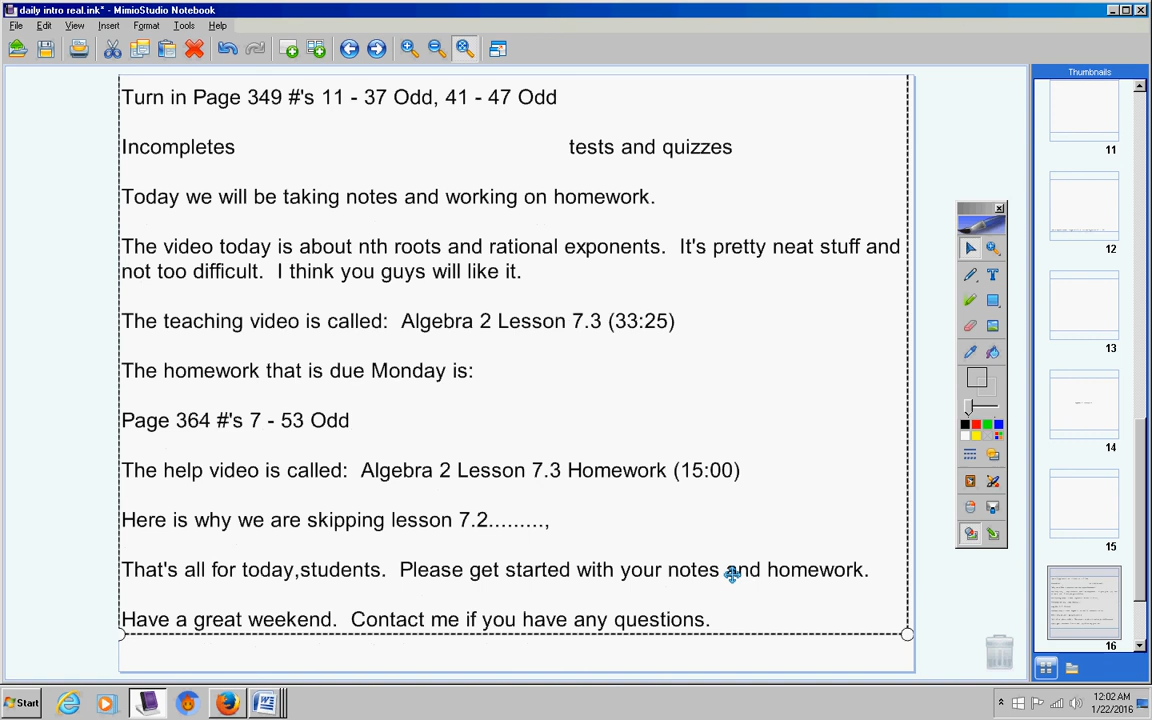 daily intro real.ink* - MimioStudio Notebook
File Edit View Insert Format Tools Help
Thumbnails
Turn in Page 349 #'s 11 - 37 Odd, 41 - 47 Odd
Incompletes tests and quizzes
Today we will be taking notes and working on homework.
The video today is about nth roots and rational exponents. It's pretty neat stuff and
not too difficult. I think you guys will like it.
The teaching video is called: Algebra 2 Lesson 7.3 (33:25)
The homework that is due Monday is:
Page 364 #'s 7 - 53 Odd
The help video is called: Algebra 2 Lesson 7.3 Homework (15:00)
Here is why we are skipping lesson 7.2.........,
That's all for today,students. Please get started with your notes and homework.
Have a great weekend. Contact me if you have any questions.
11
12
13
14
15
16
Start
12:02 AM
1/22/2016